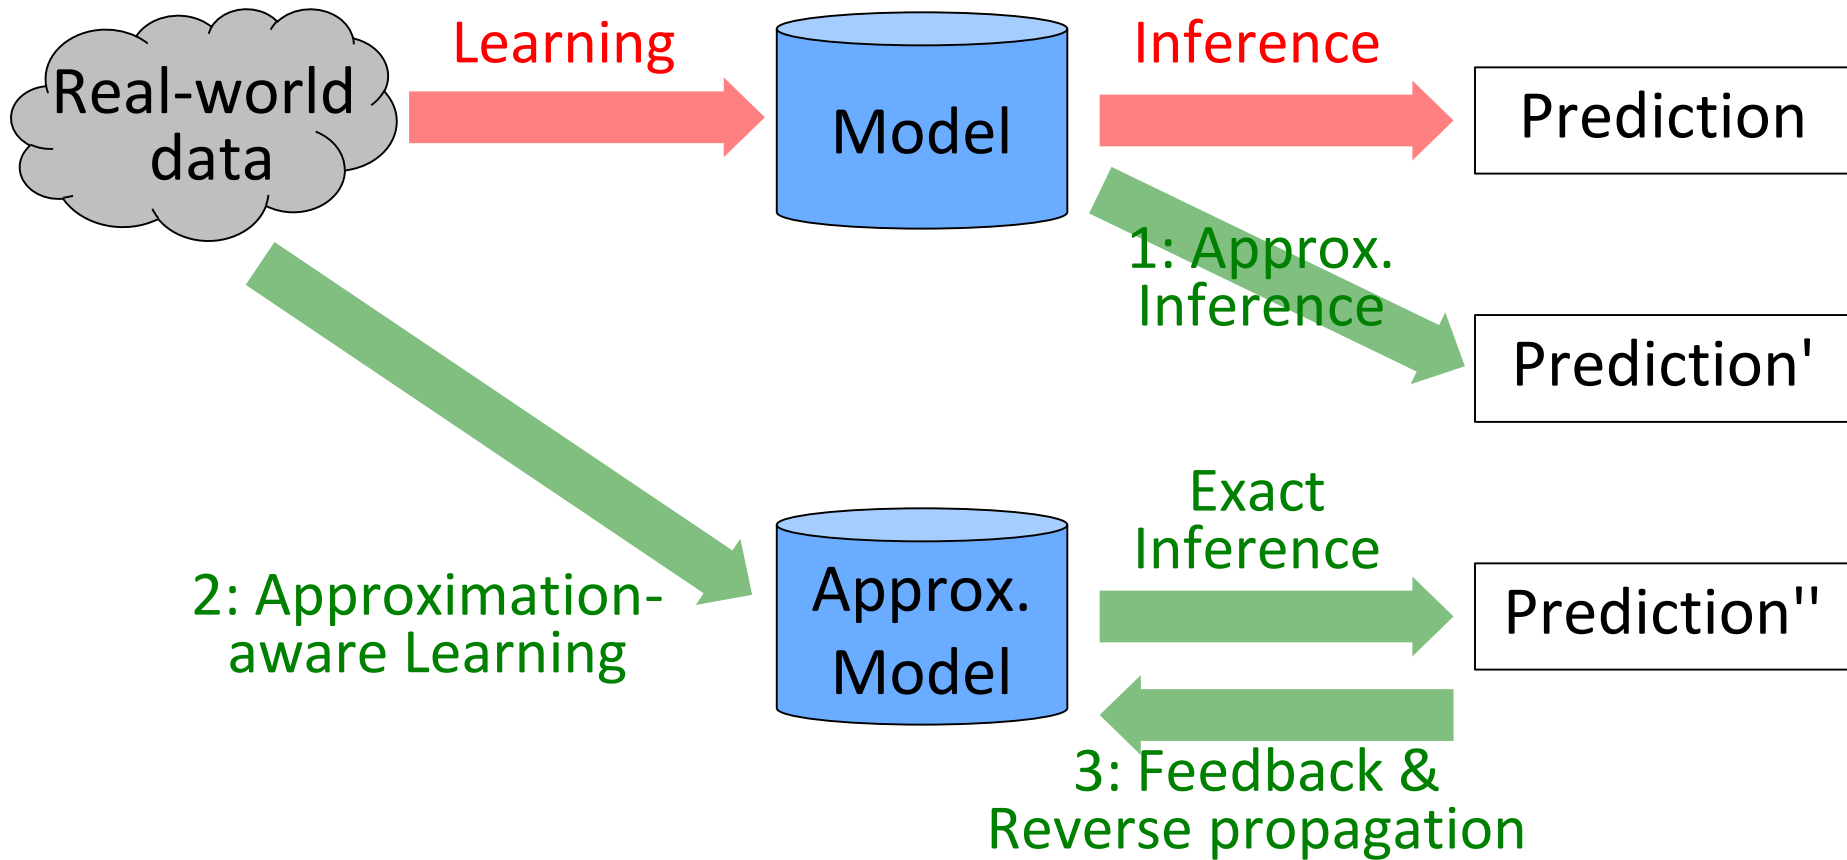 Real-world
data
Learning
Model
Inference
Prediction
1: Approx.
Inference
Prediction'
2: Approximation-
aware Learning
Approx.
Model
Exact
Inference
Prediction''
3: Feedback &
Reverse propagation